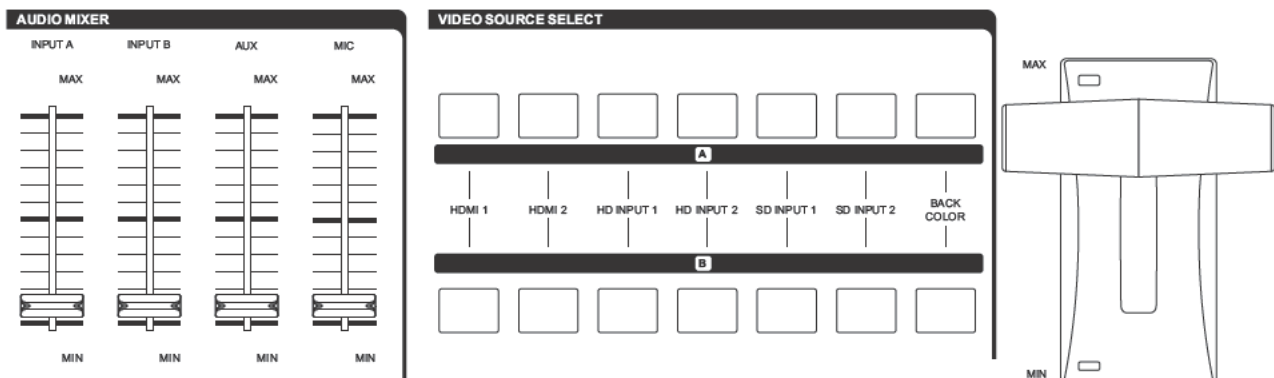 AUDIO MIXER
INPUT A INPUT B AUX MIC
MAX MAX MAX MAX
MIN MIN MIN MIN
VIDEO SOURCE SELECT
A
HDMI 1 HDMI 2 HD INPUT 1 HD INPUT 2 SD INPUT 1 SD INPUT 2 BACK
COLOR
B
MAX
MIN